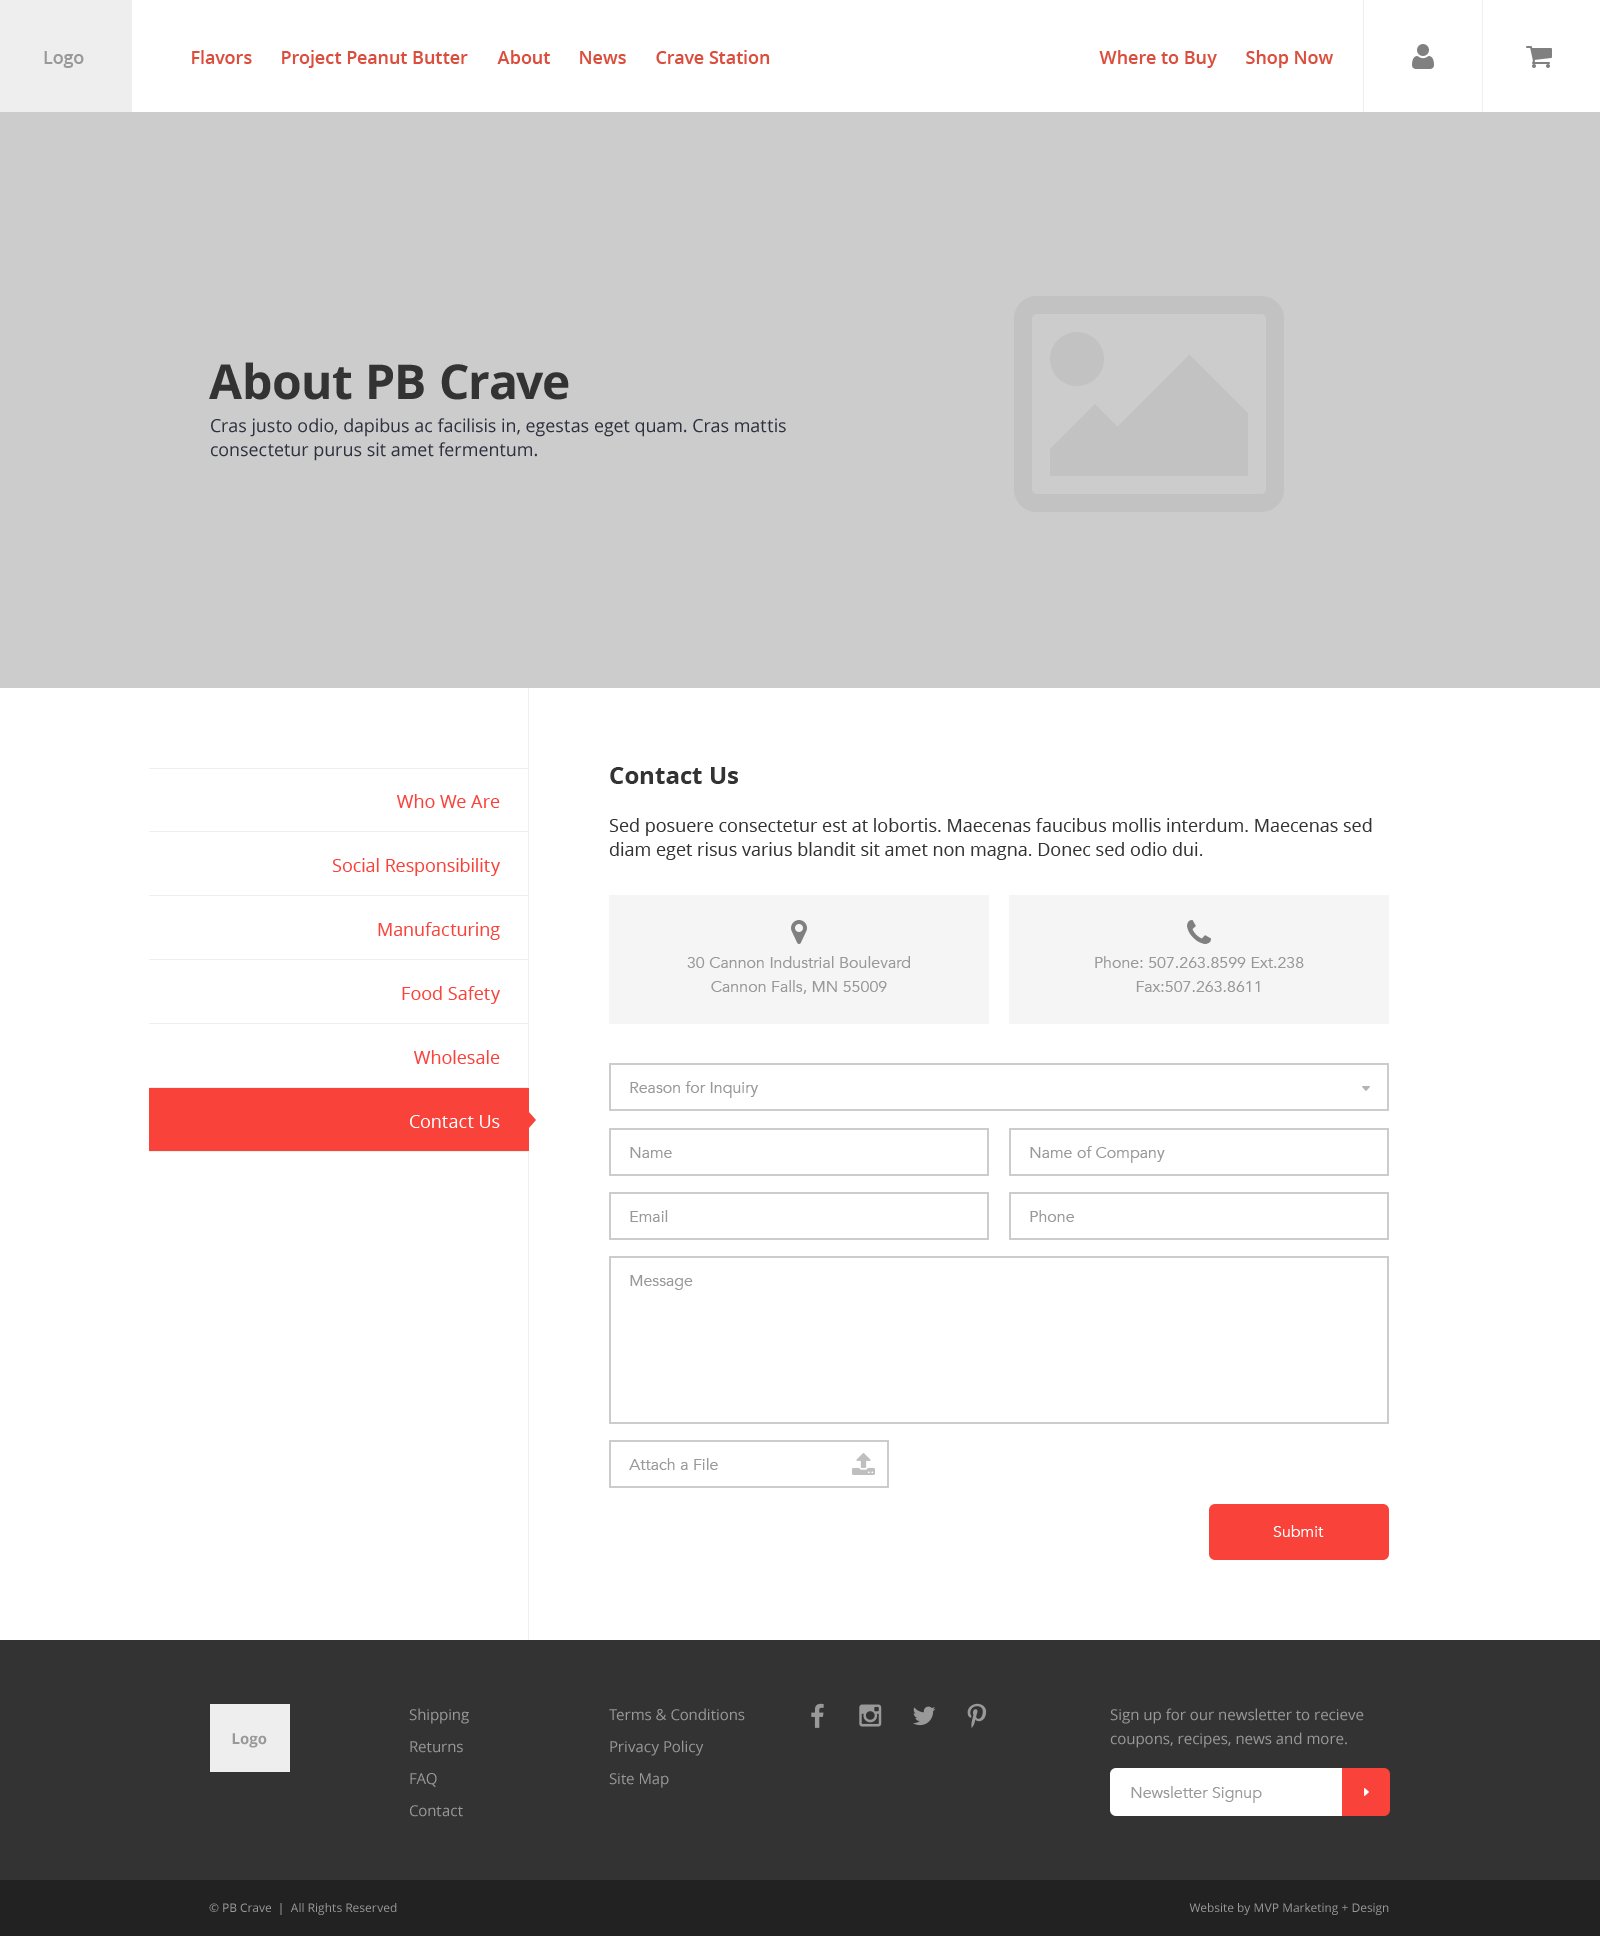 Logo
Flavors
Project Peanut Butter
About
News
Crave Station
Where to Buy
Shop Now
About PB Crave
Cras justo odio, dapibus ac facilisis in, egestas eget quam. Cras mattis
consectetur purus sit amet fermentum.
Who We Are
Social Responsibility
Manufacturing
Food Safety
Wholesale
Contact Us
Contact Us
Sed posuere consectetur est at lobortis. Maecenas faucibus mollis interdum. Maecenas sed
diam eget risus varius blandit sit amet non magna. Donec sed odio dui.
30 Cannon Industrial Boulevard
Cannon Falls, MN 55009
Phone: 507.263.8599 Ext.238
Fax:507.263.8611
Reason for Inquiry
Name
Name of Company
Email
Phone
Message
Attach a File
Submit
Logo
Shipping
Returns
FAQ
Contact
Terms & Conditions
Privacy Policy
Site Map
Sign up for our newsletter to recieve
coupons, recipes, news and more.
Newsletter Signup
© PB Crave | All Rights Reserved
Website by MVP Marketing + Design